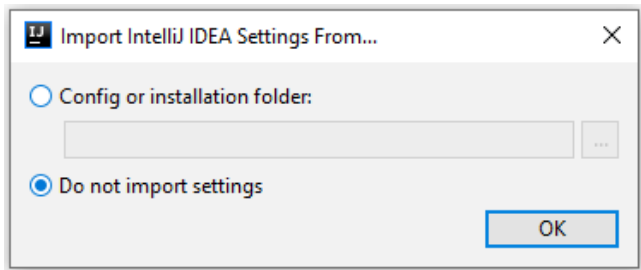 IJ
Import IntelliJ IDEA Settings From...
Config or installation folder:
...
Do not import settings
OK